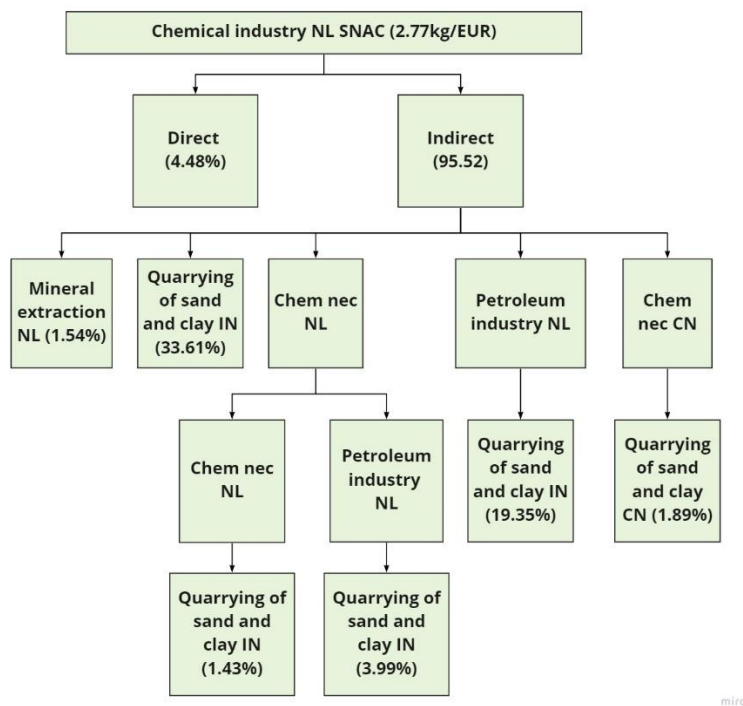 Chemical industry NL SNAC (2.77kg/EUR)
Direct
(4.48%)
Indirect
(95.52)
Mineral
extraction
NL (1.54%)
Quarrying
of sand
and clay IN
(33.61%)
Chem nec
NL
Petroleum
industry NL
Chem
nec CN
Chem nec
NL
Petroleum
industry
NL
Quarrying
of sand
and clay IN
(19.35%)
Quarrying
of sand
and clay
CN (1.89%)
Quarrying of
sand and
clay IN
(1.43%)
Quarrying of
sand and
clay IN
(3.99%)